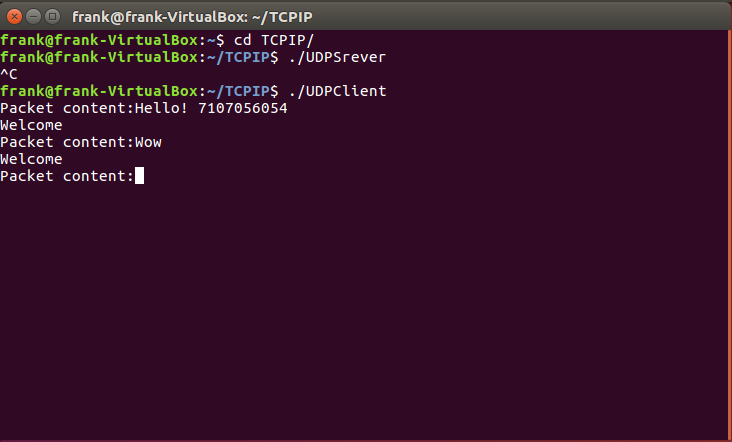 frank@frank-VirtualBox: ~/TCPIP
frank@frank-VirtualBox:~$ cd TCPIP/
frank@frank-VirtualBox:~/TCPIP$ ./UDPSrever
^C
frank@frank-VirtualBox:~/TCPIP$ ./UDPClient
Packet content:Hello! 7107056054
Welcome
Packet content:Wow
Welcome
Packet content: